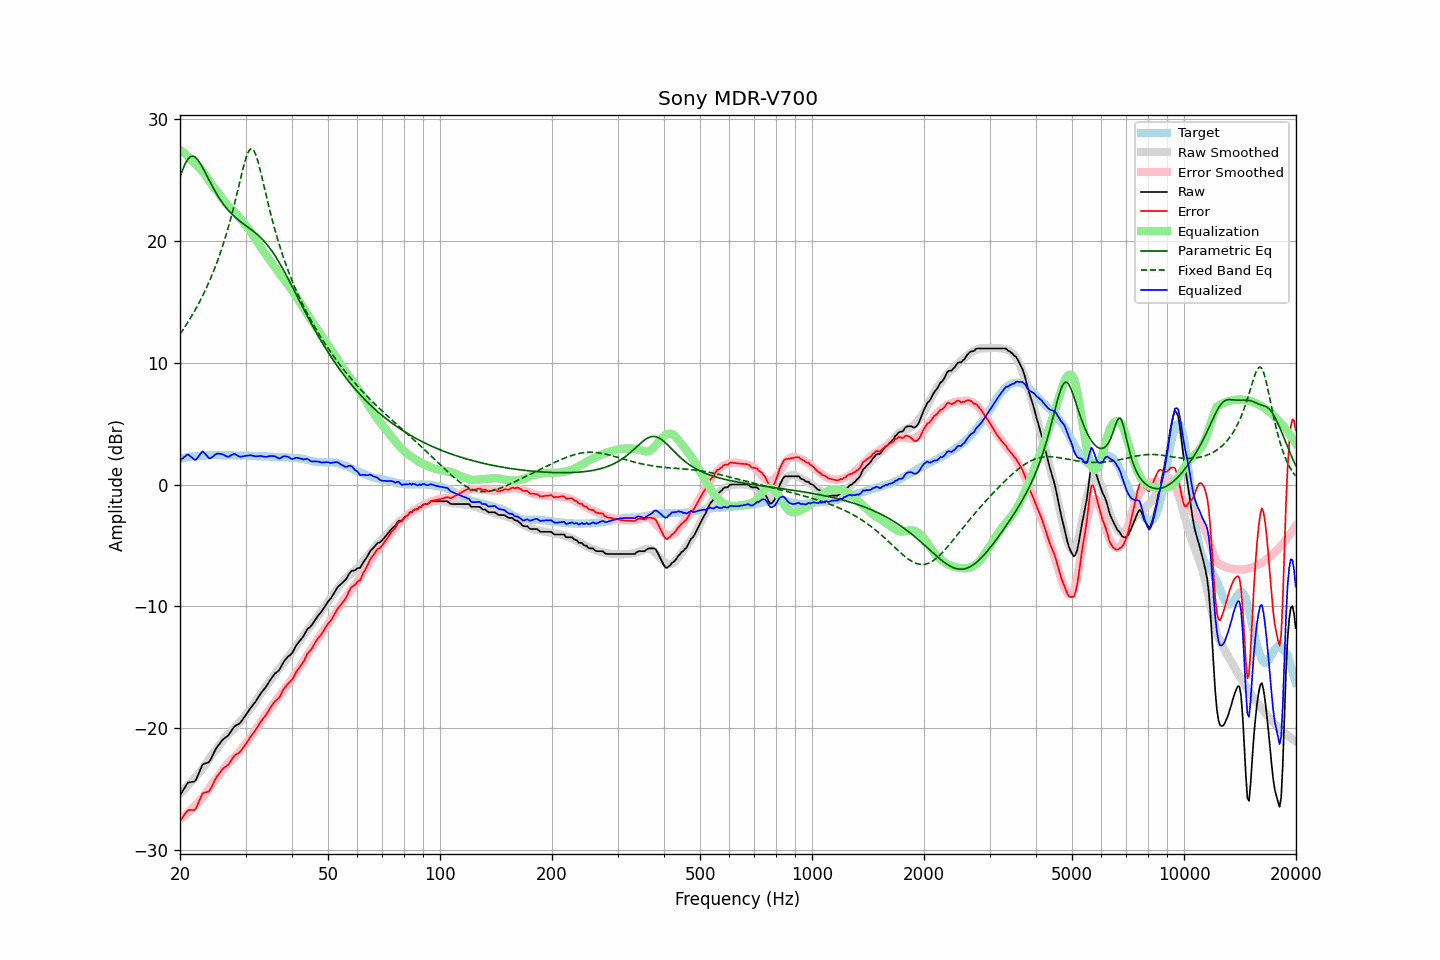 Sony MDR-V700
Amplitude (dBr)
30
20
10
0
−10
−20
−30
Target
Raw Smoothed
Error Smoothed
Raw
Error
Equalization
Parametric Eq
Fixed Band Eq
Equalized
20 50 100 200 500 1000 2000 5000 10000 20000
Frequency (Hz)